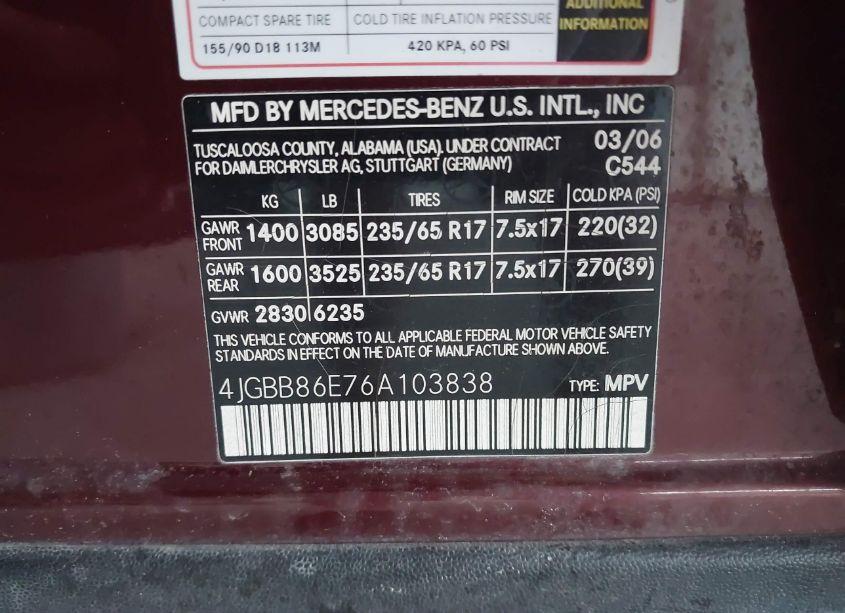 ADDITIONAL
INFORMATION
COMPACT SPARE TIRE COLD TIRE INFLATION PRESSURE
155/90 D18 113M 420 KPA, 60 PSI
MFD BY MERCEDES-BENZ U.S. INTL., INC
TUSCALOOSA COUNTY, ALABAMA (USA). UNDER CONTRACT 03/06
FOR DAIMLERCHRYSLER AG, STUTTGART (GERMANY) C544
KG LB TIRES RIM SIZE COLD KPA (PSI)
GAWR FRONT 1400 3085 235/65 R17 7.5x17 220(32)
GAWR REAR 1600 3525 235/65 R17 7.5x17 270(39)
GVWR 2830 6235
THIS VEHICLE CONFORMS TO ALL APPLICABLE FEDERAL MOTOR VEHICLE SAFETY
STANDARDS IN EFFECT ON THE DATE OF MANUFACTURE SHOWN ABOVE.
4JGBB86E76A103838 TYPE: MPV